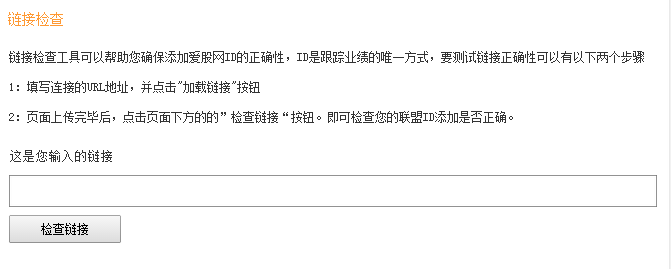 链接检查
链接检查工具可以帮助您确保添加爱股网ID的正确性，ID是跟踪业绩的唯一方式，要测试链接正确性可以有以下两个步骤
1：填写连接的URL地址，并点击"加载链接"按钮
2：页面上传完毕后，点击页面下方的的”检查链接“按钮。即可检查您的联盟ID添加是否正确。
这是您输入的链接
检查链接